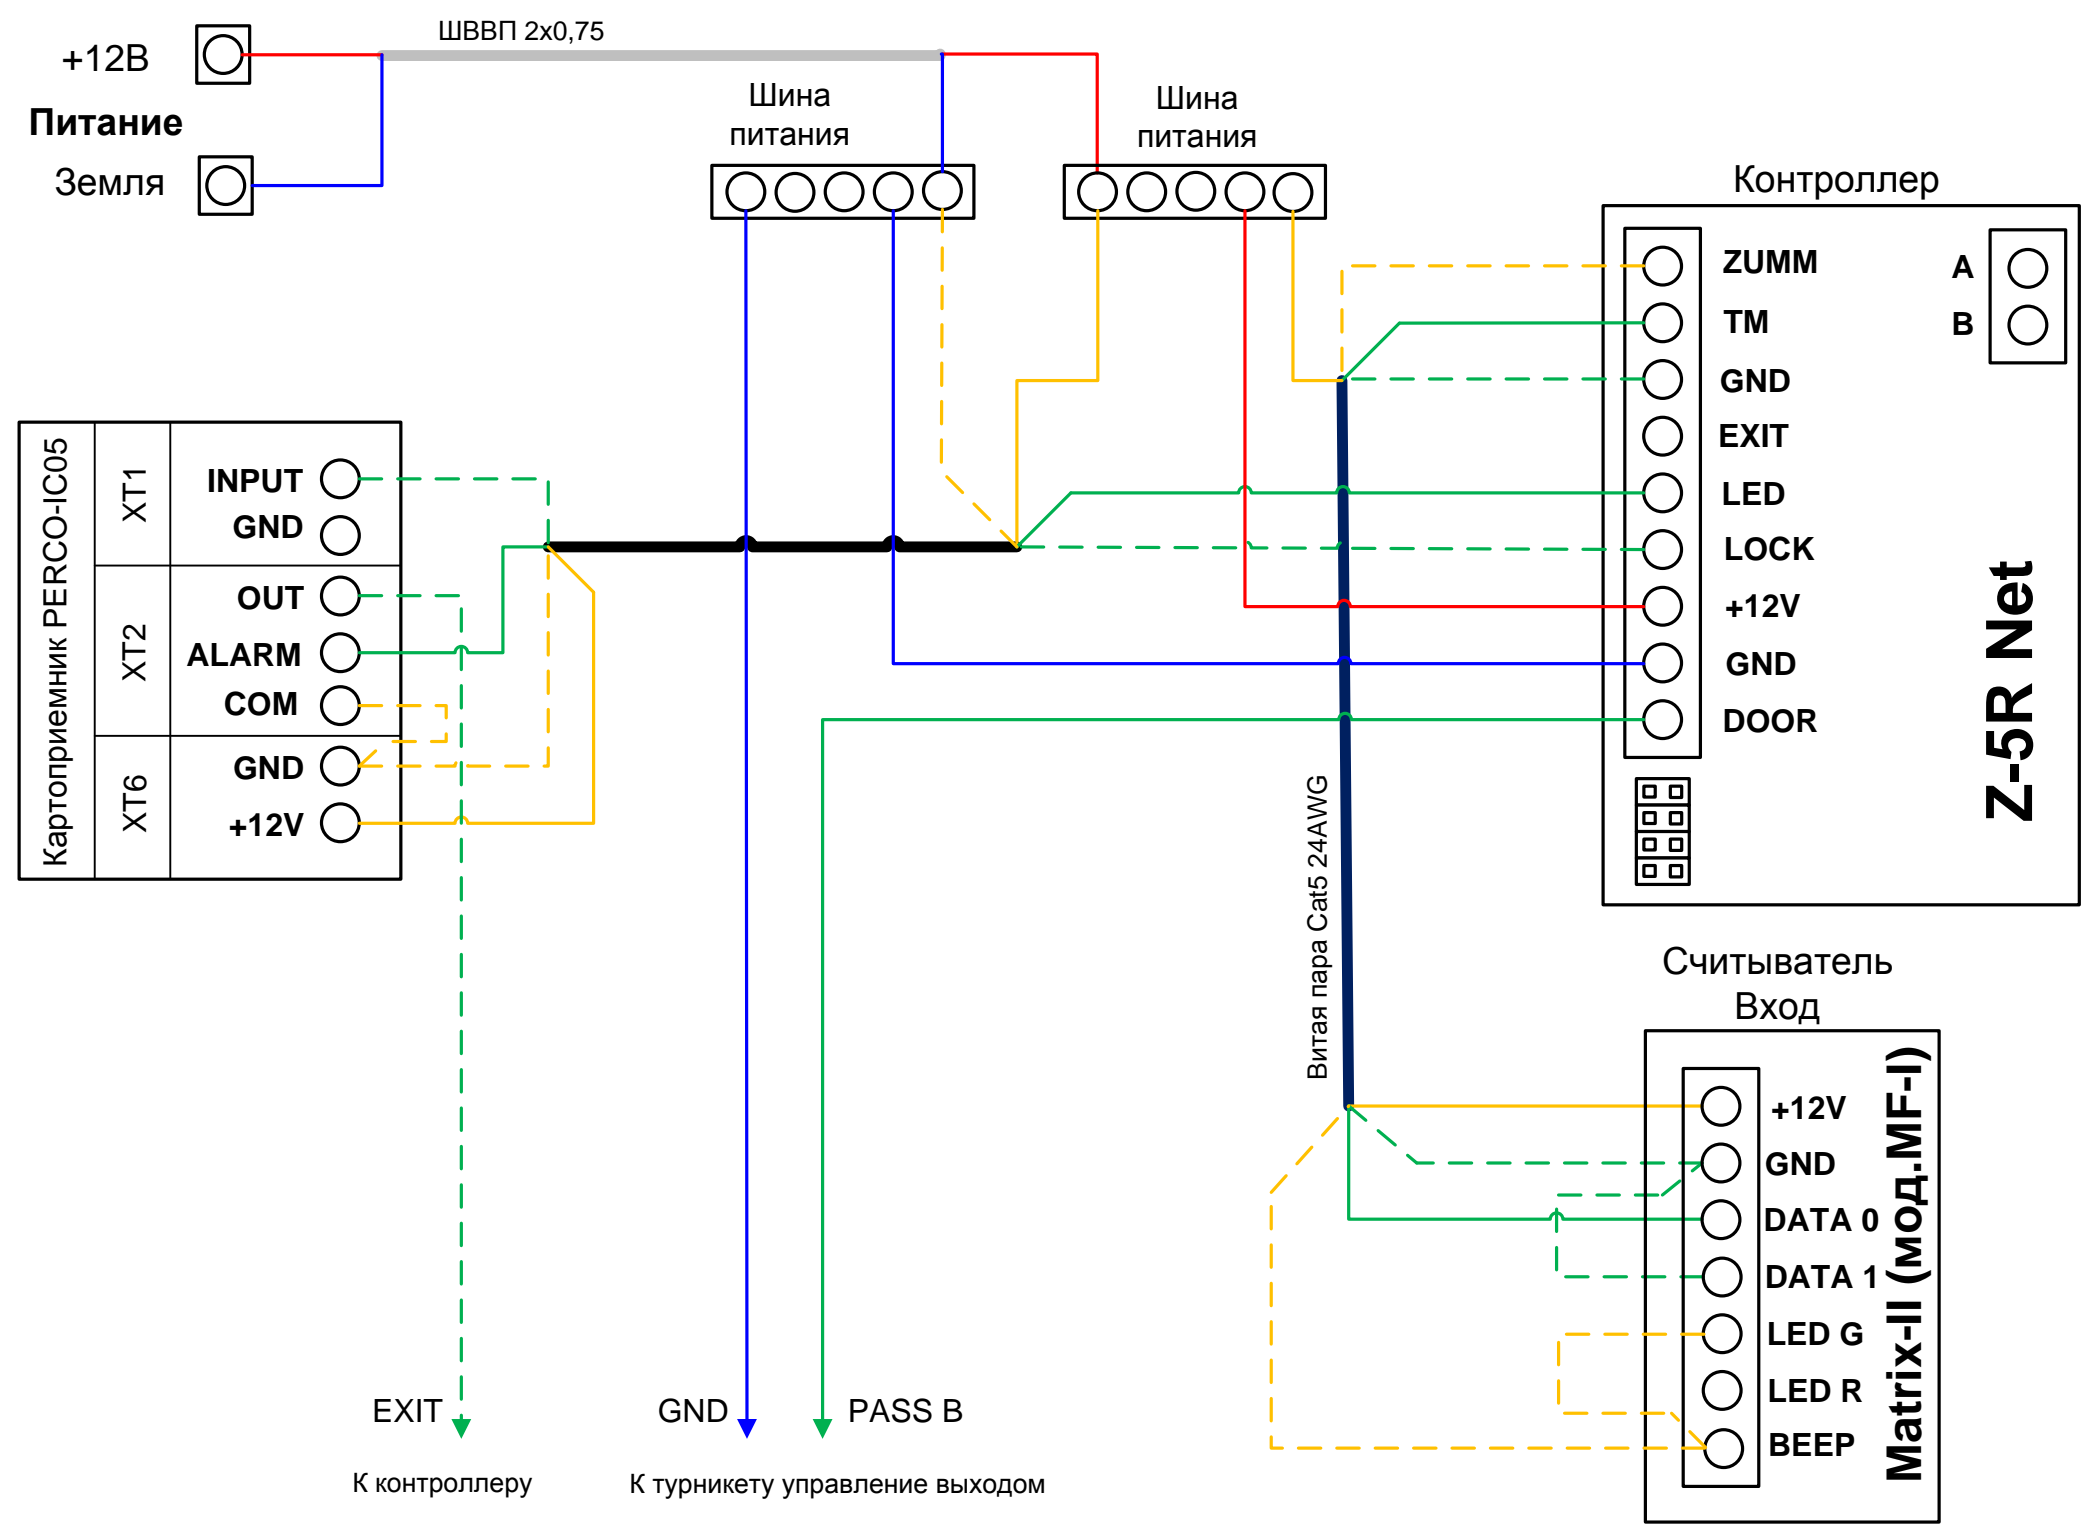 ШВВП 2x0,75
+12В
Питание
Земля
Шина
питания
Шина
питания
Контроллер
ZUMM
TM
GND
EXIT
LED
LOCK
+12V
GND
DOOR
A
B
Z-5R Net
Картоприемник PERCO-IC05
XT1
INPUT
GND
XT2
OUT
ALARM
COM
XT6
GND
+12V
Витая пара Cat5 24AWG
Считыватель
Вход
+12V
GND
DATA 0
DATA 1
LED G
LED R
BEEP
Matrix-II (мод.MF-I)
EXIT
GND
PASS B
К контроллеру
К турникету управление выходом